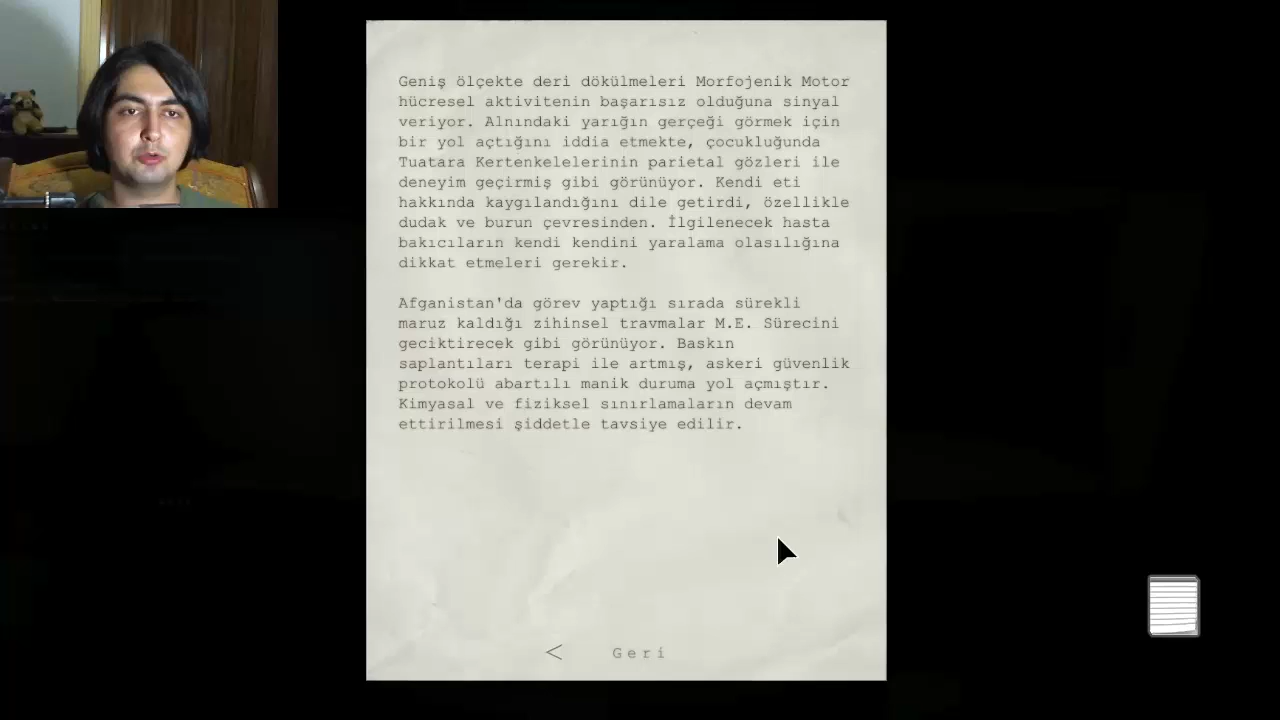 Geniş ölçekte deri dökülmeleri Morfojenik Motor
hücresel aktivitenin başarısız olduğuna sinyal
veriyor. Alnındaki yarığın gerçeği görmek için
bir yol açtığını iddia etmekte, çocukluğunda
Tuatara Kertenkelelerinin parietal gözleri ile
deneyim geçirmiş gibi görünüyor. Kendi eti
hakkında kaygılandığını dile getirdi, özellikle
dudak ve burun çevresinden. İlgilenecek hasta
bakıcıların kendi kendini yaralama olasılığına
dikkat etmeleri gerekir.
Afganistan'da görev yaptığı sırada sürekli
maruz kaldığı zihinsel travmalar M.E. Sürecini
geciktirecek gibi görünüyor. Baskın
saplantıları terapi ile artmış, askeri güvenlik
protokolü abartılı manik duruma yol açmıştır.
Kimyasal ve fiziksel sınırlamaların devam
ettirilmesi şiddetle tavsiye edilir.
< Geri